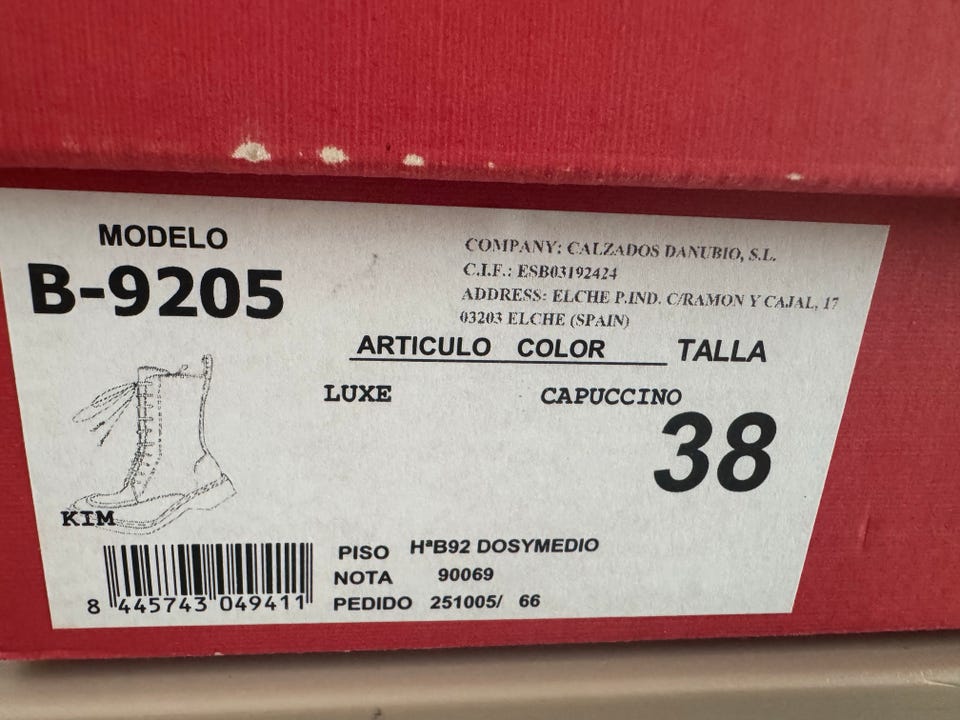 MODELO
B-9205
COMPANY: CALZADOS DANUBIO, S.L.
C.I.F.: ESB03192424
ADDRESS: ELCHE P.IND. C/RAMON Y CAJAL, 17
03203 ELCHE (SPAIN)
ARTICULO COLOR TALLA
LUXE CAPUCCINO
38
KIM
PISO HªB92 DOSYMEDIO
NOTA 90069
PEDIDO 251005/ 66
8 445743 049411